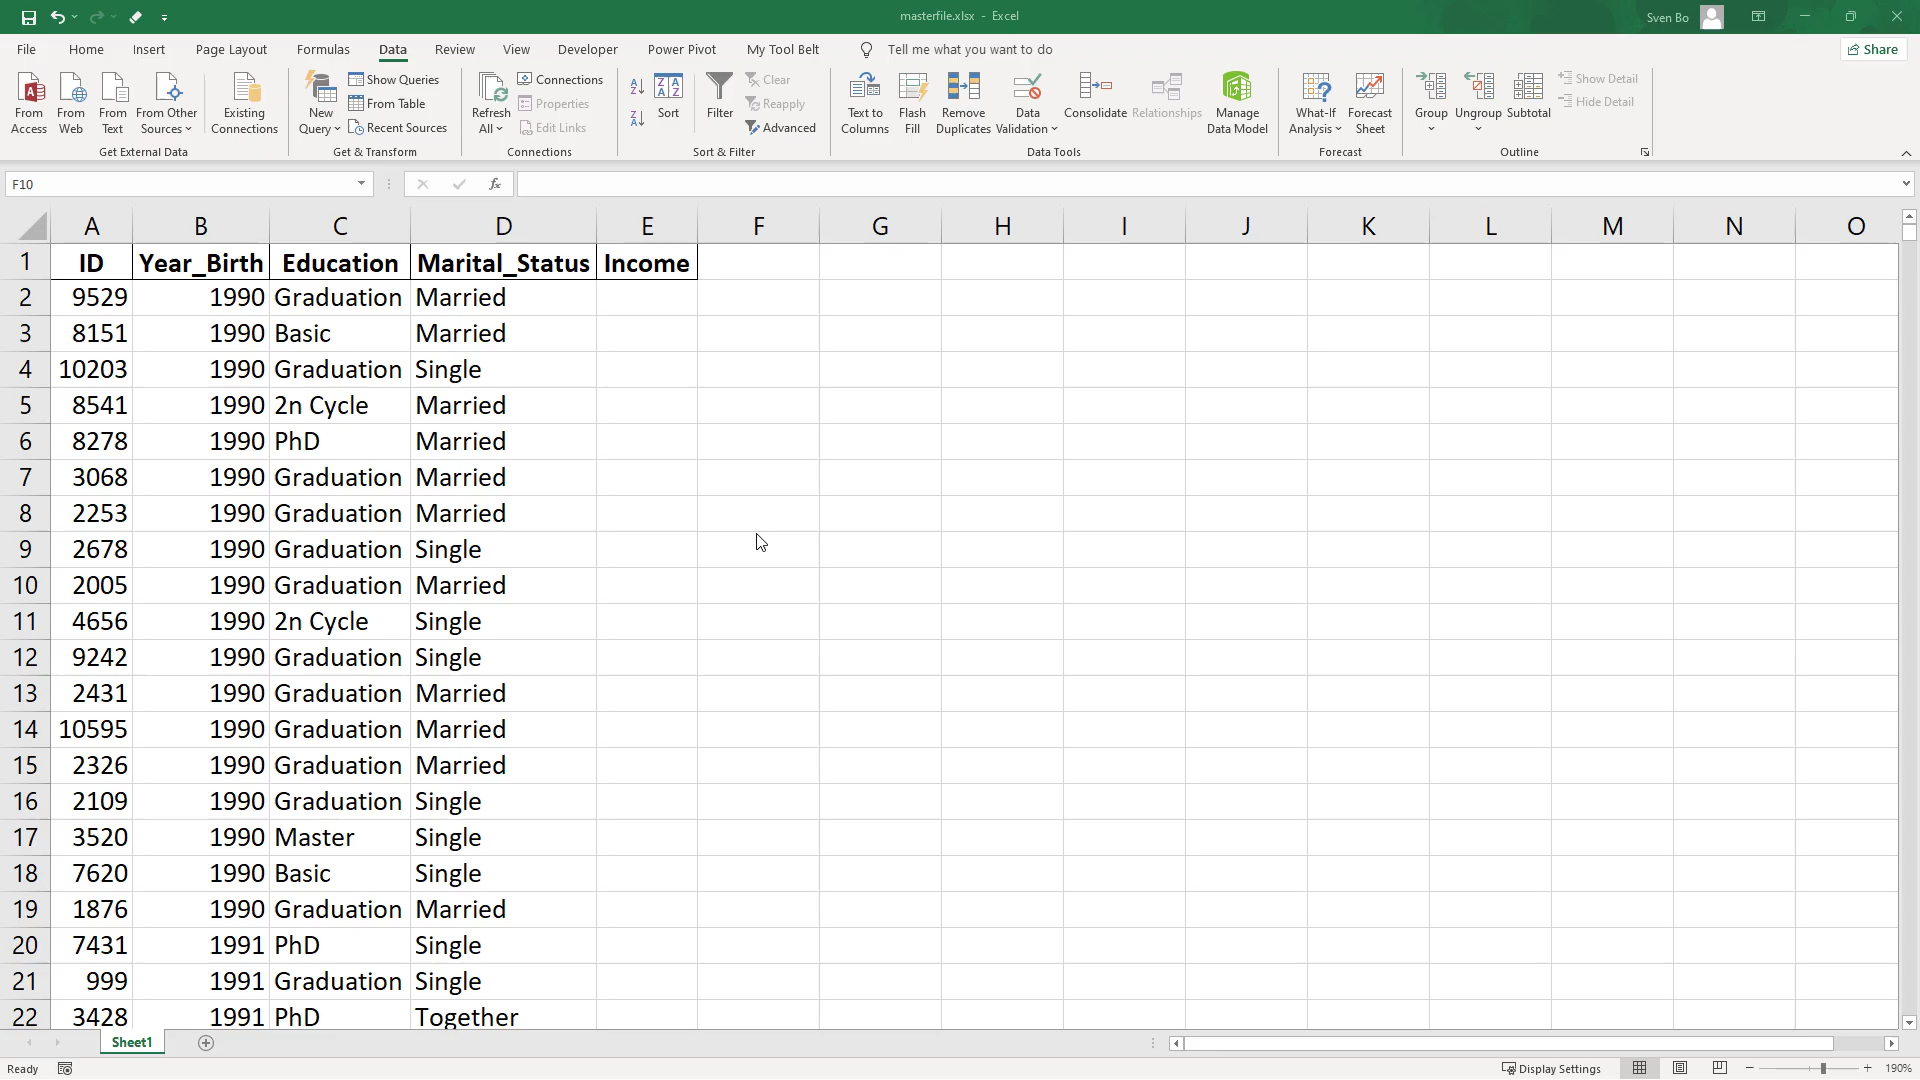 masterfile.xlsx - Excel
Sven Bo
File Home Insert Page Layout Formulas Data Review View Developer Power Pivot My Tool Belt Tell me what you want to do Share
From Access
From Web
From Text
From Other Sources
Existing Connections
Get External Data
New Query
Show Queries
From Table
Recent Sources
Get & Transform
Refresh All
Connections
Properties
Edit Links
Connections
Sort
Filter
Clear
Reapply
Advanced
Sort & Filter
Text to Columns
Flash Fill
Remove Duplicates
Data Validation
Consolidate
Relationships
Manage Data Model
Data Tools
What-If Analysis
Forecast Sheet
Forecast
Group
Ungroup
Subtotal
Show Detail
Hide Detail
Outline
F10 fx
A B C D E F G H I J K L M N O
1 ID Year_Birth Education Marital_Status Income
2 9529 1990 Graduation Married
3 8151 1990 Basic Married
4 10203 1990 Graduation Single
5 8541 1990 2n Cycle Married
6 8278 1990 PhD Married
7 3068 1990 Graduation Married
8 2253 1990 Graduation Married
9 2678 1990 Graduation Single
10 2005 1990 Graduation Married
11 4656 1990 2n Cycle Single
12 9242 1990 Graduation Single
13 2431 1990 Graduation Married
14 10595 1990 Graduation Married
15 2326 1990 Graduation Married
16 2109 1990 Graduation Single
17 3520 1990 Master Single
18 7620 1990 Basic Single
19 1876 1990 Graduation Married
20 7431 1991 PhD Single
21 999 1991 Graduation Single
22 3428 1991 PhD Together
Sheet1
Ready Display Settings 190%